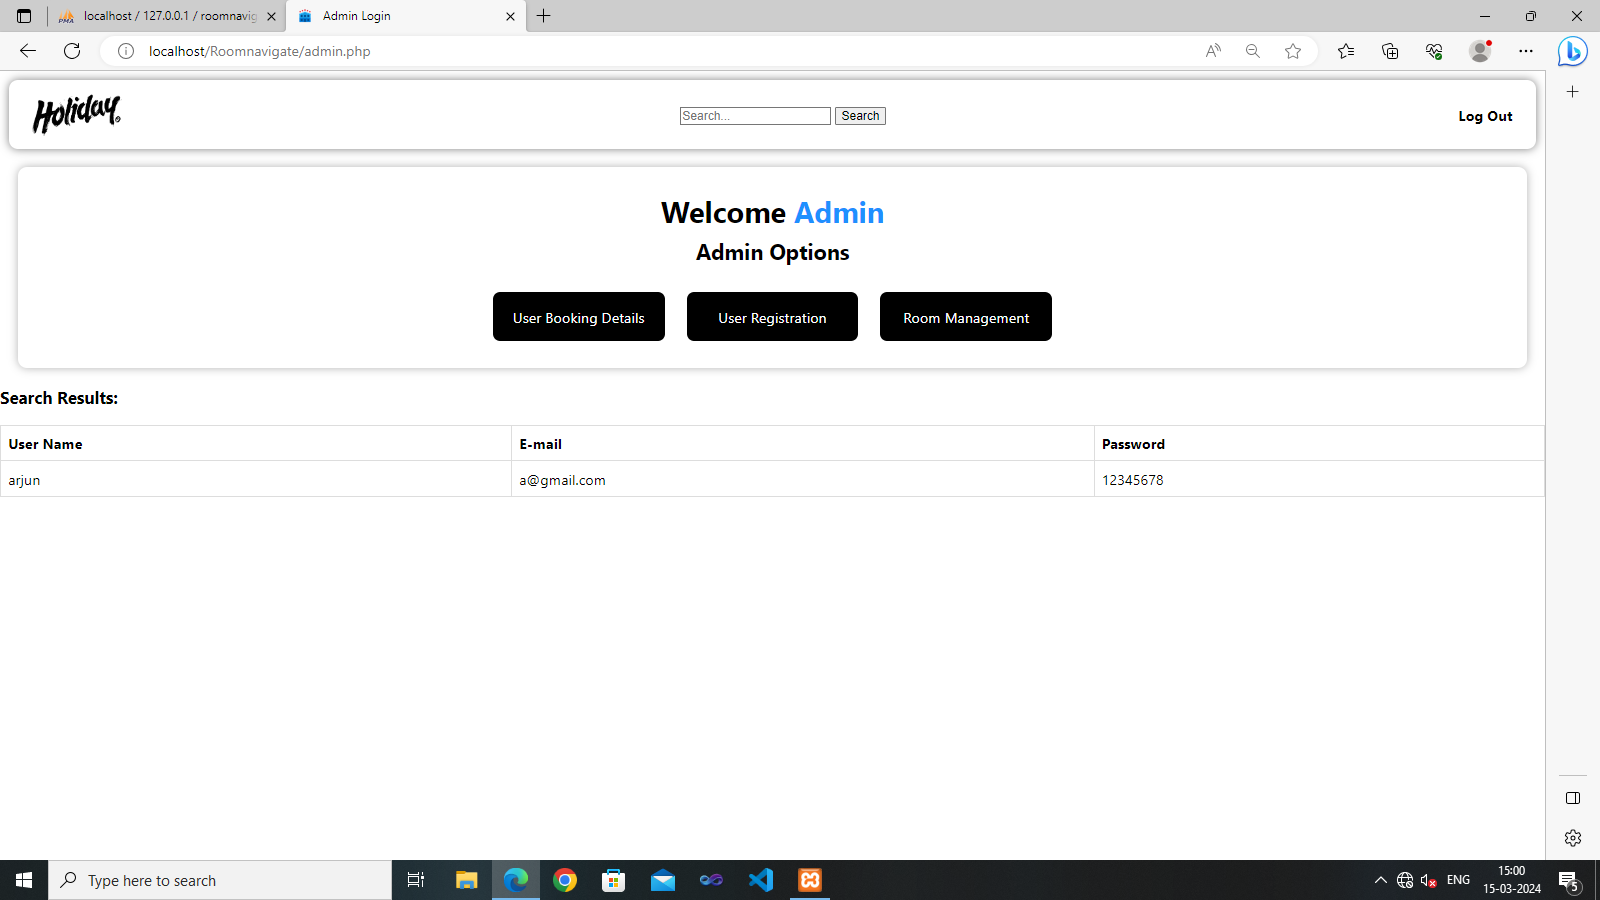 localhost / 127.0.0.1 / roomnavig
Admin Login
localhost/Roomnavigate/admin.php
Holiday
Search...
Search
Log Out
Welcome Admin
Admin Options
User Booking Details
User Registration
Room Management
Search Results:
User Name E-mail Password
arjun a@gmail.com 12345678
Type here to search
ENG
15:00
15-03-2024
5